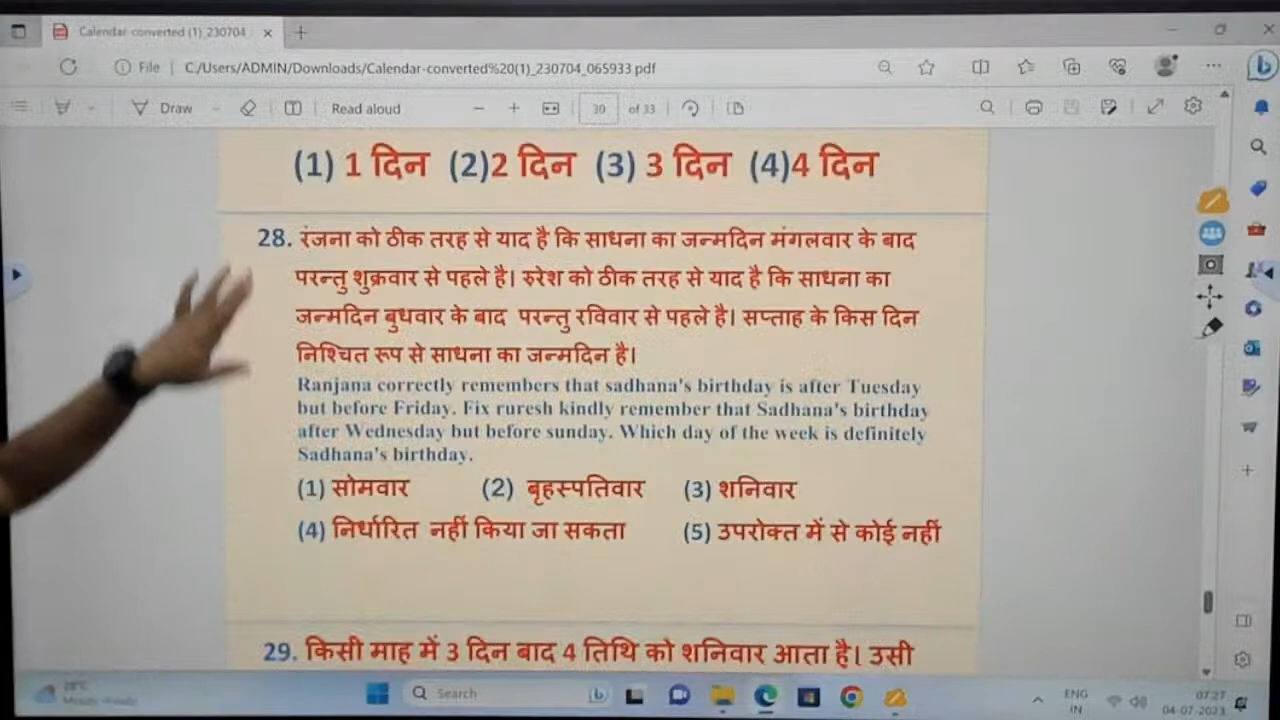 Calendar-converted (1)_230704
File | C:/Users/ADMIN/Downloads/Calendar-converted%20(1)_230704_065933.pdf
Draw Read aloud 30 of 33
(1) 1 दिन (2)2 दिन (3) 3 दिन (4)4 दिन
28. रंजना को ठीक तरह से याद है कि साधना का जन्मदिन मंगलवार के बाद
परन्तु शुक्रवार से पहले है। रुरेश को ठीक तरह से याद है कि साधना का
जन्मदिन बुधवार के बाद परन्तु रविवार से पहले है। सप्ताह के किस दिन
निश्चित रूप से साधना का जन्मदिन है।
Ranjana correctly remembers that sadhana's birthday is after Tuesday
but before Friday. Fix ruresh kindly remember that Sadhana's birthday
after Wednesday but before sunday. Which day of the week is definitely
Sadhana's birthday.
(1) सोमवार (2) बृहस्पतिवार (3) शनिवार
(4) निर्धारित नहीं किया जा सकता (5) उपरोक्त में से कोई नहीं
29. किसी माह में 3 दिन बाद 4 तिथि को शनिवार आता है। उसी
Search
ENG
IN
07:27
04-07-2023